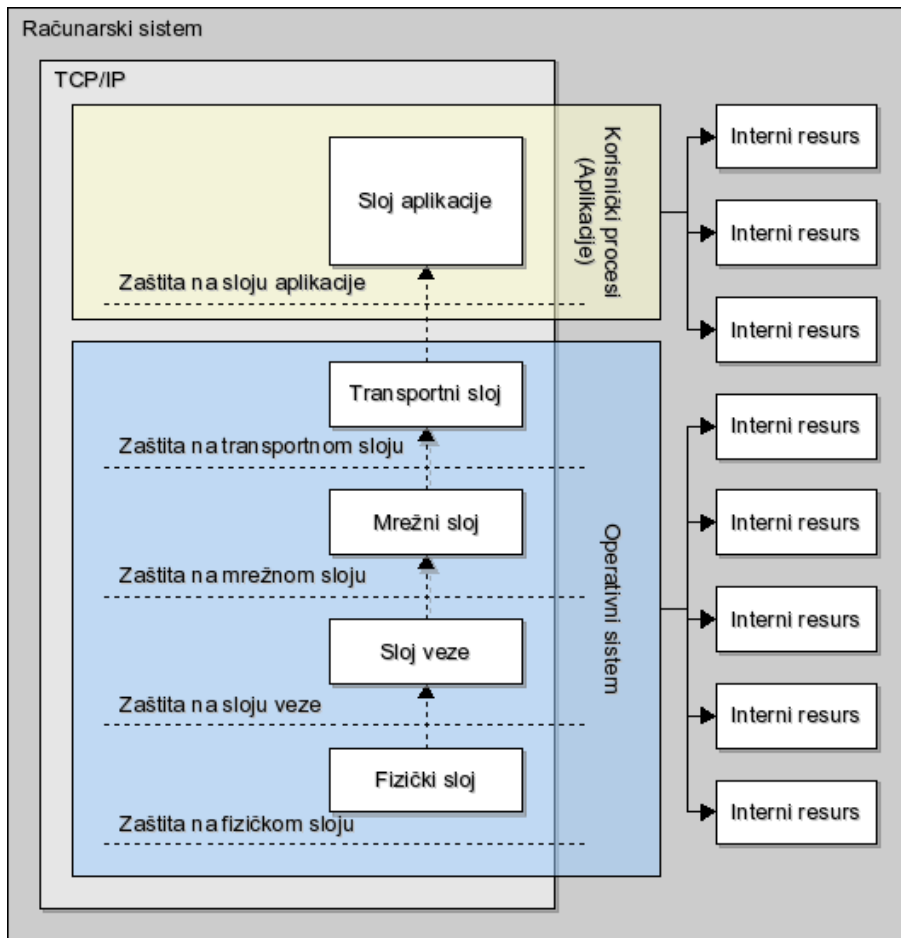 Računarski sistem
TCP/IP
Sloj aplikacije
Zaštita na sloju aplikacije
Korisnički procesi
(Aplikacije)
Interni resurs
Interni resurs
Interni resurs
Transportni sloj
Zaštita na transportnom sloju
Mrežni sloj
Zaštita na mrežnom sloju
Sloj veze
Zaštita na sloju veze
Fizički sloj
Zaštita na fizičkom sloju
Operativni sistem
Interni resurs
Interni resurs
Interni resurs
Interni resurs
Interni resurs